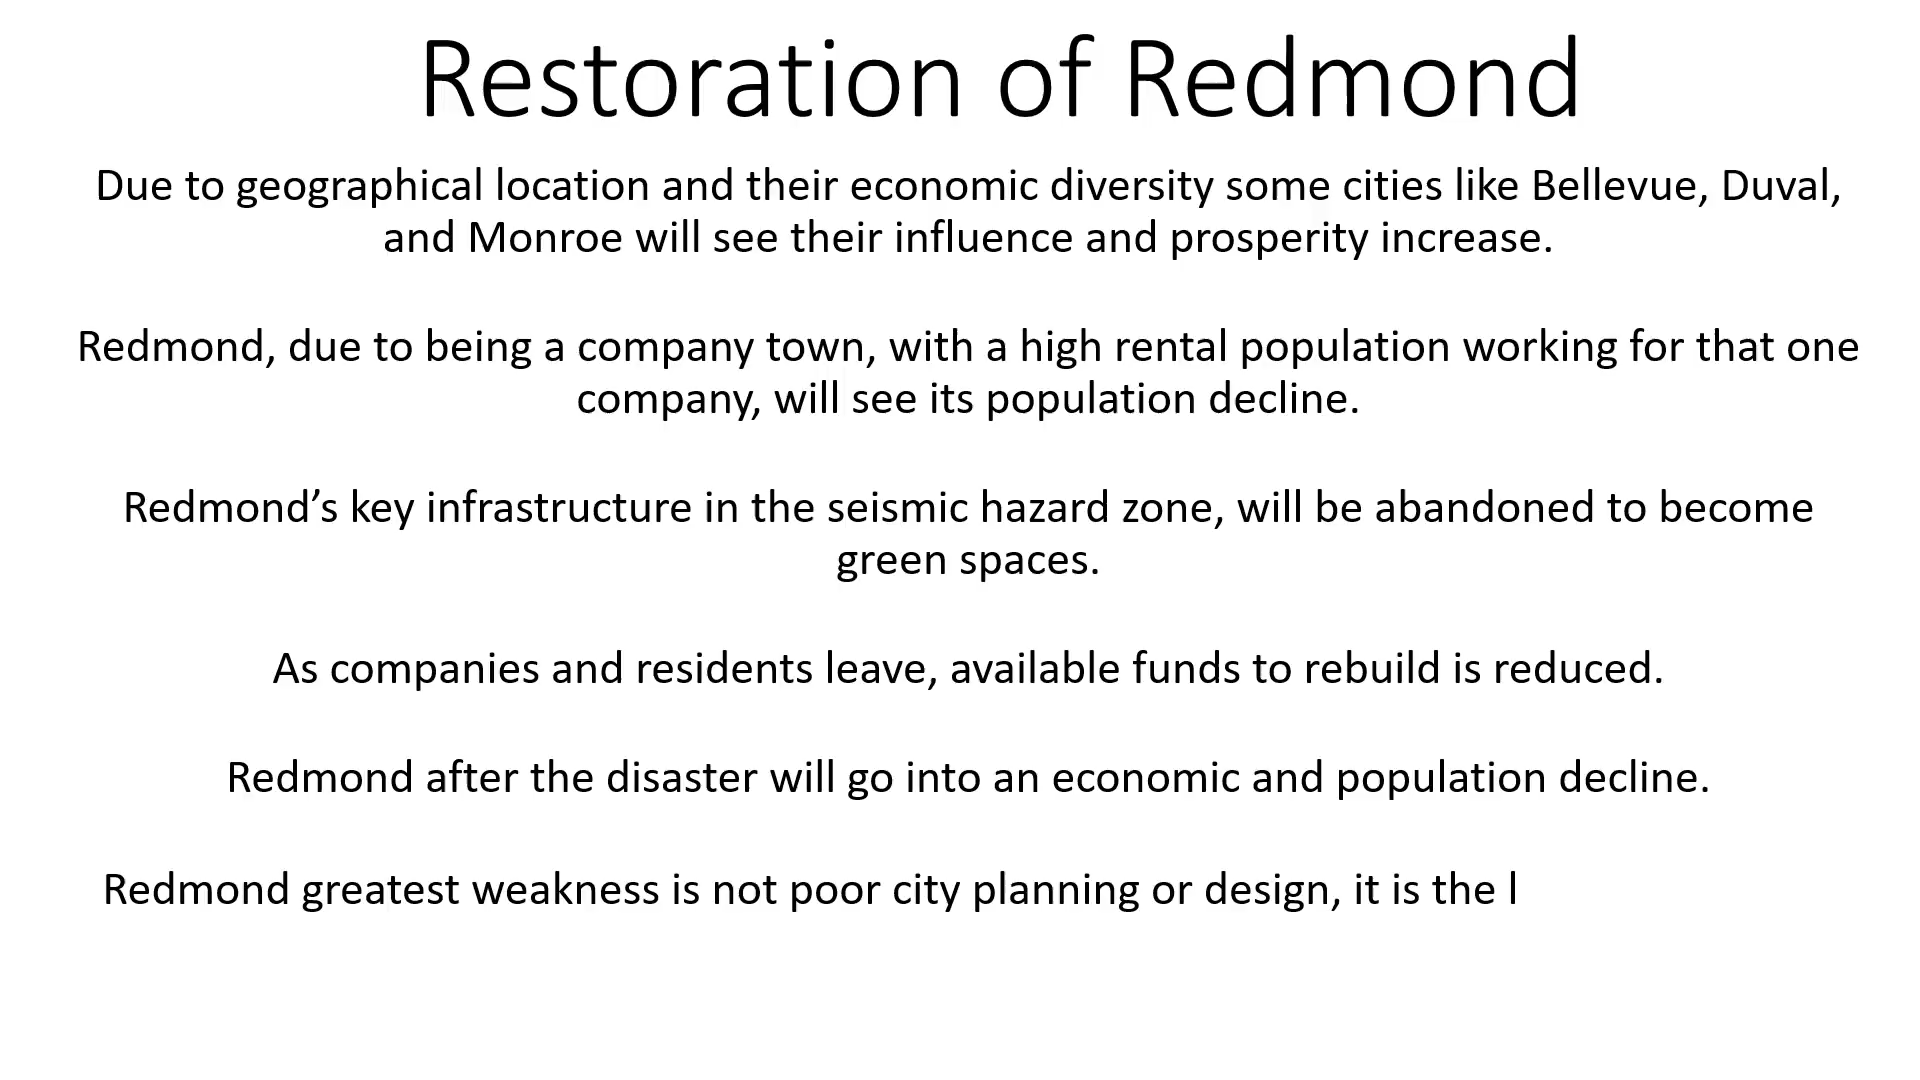 Restoration of Redmond
Due to geographical location and their economic diversity some cities like Bellevue, Duval,
and Monroe will see their influence and prosperity increase.
Redmond, due to being a company town, with a high rental population working for that one
company, will see its population decline.
Redmond’s key infrastructure in the seismic hazard zone, will be abandoned to become
green spaces.
As companies and residents leave, available funds to rebuild is reduced.
Redmond after the disaster will go into an economic and population decline.
Redmond greatest weakness is not poor city planning or design, it is the l